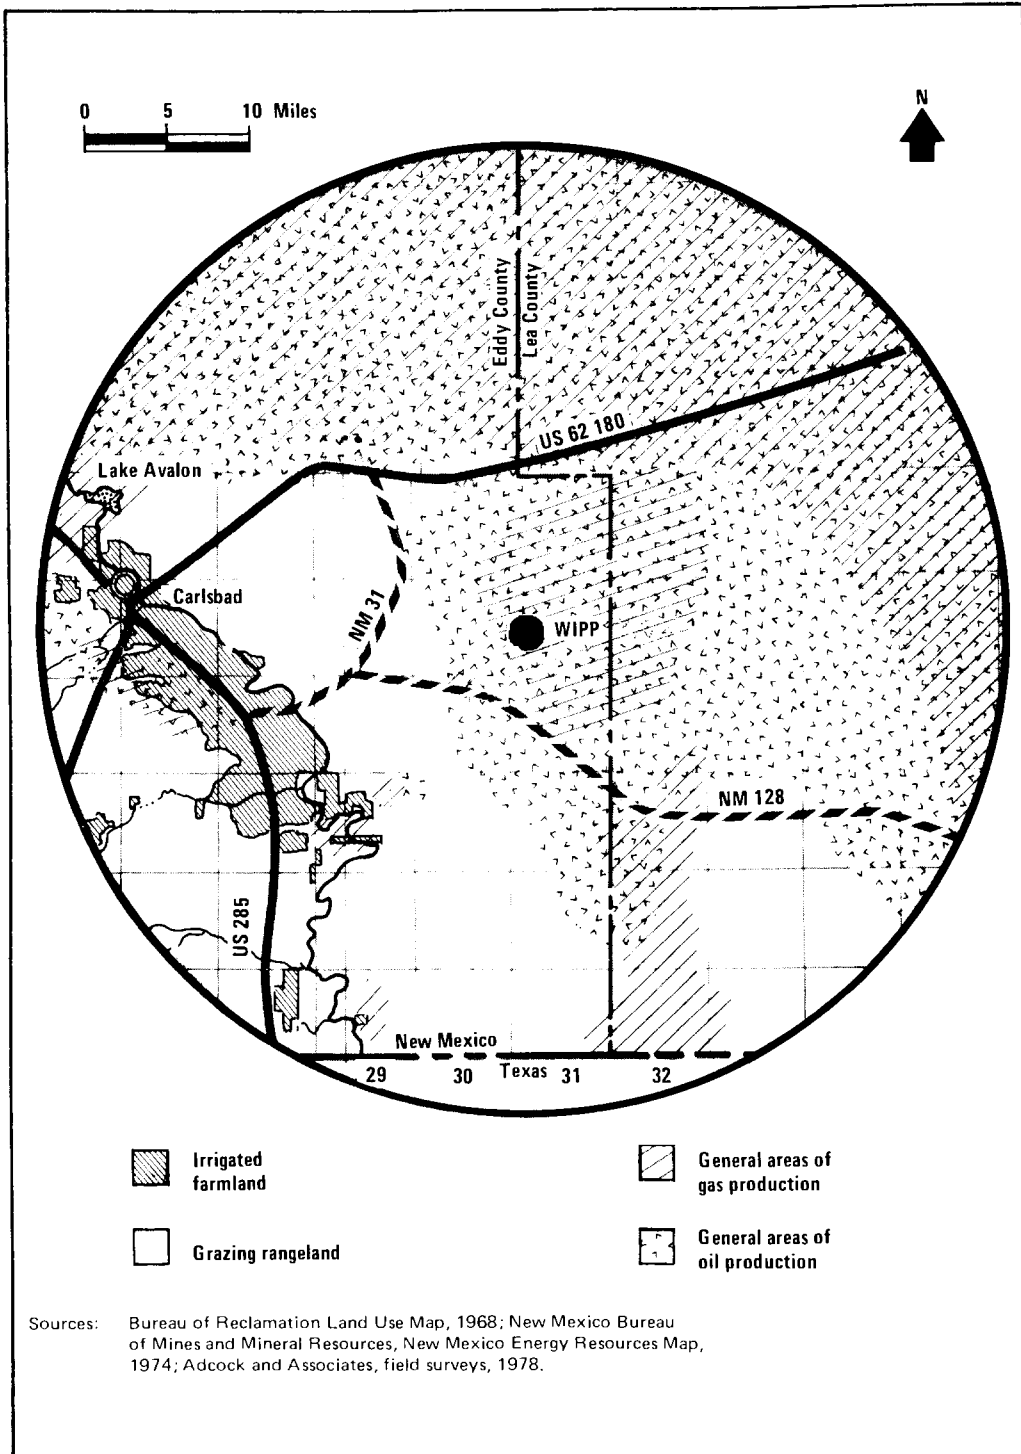 0 5 10 Miles
N
Eddy County
Lea County
US 62 180
Lake Avalon
Carlsbad
NM 31
WIPP
NM 128
US 285
New Mexico
Texas
29 30 31 32
Irrigated
farmland
Grazing rangeland
General areas of
gas production
General areas of
oil production
Sources: Bureau of Reclamation Land Use Map, 1968; New Mexico Bureau
of Mines and Mineral Resources, New Mexico Energy Resources Map,
1974; Adcock and Associates, field surveys, 1978.